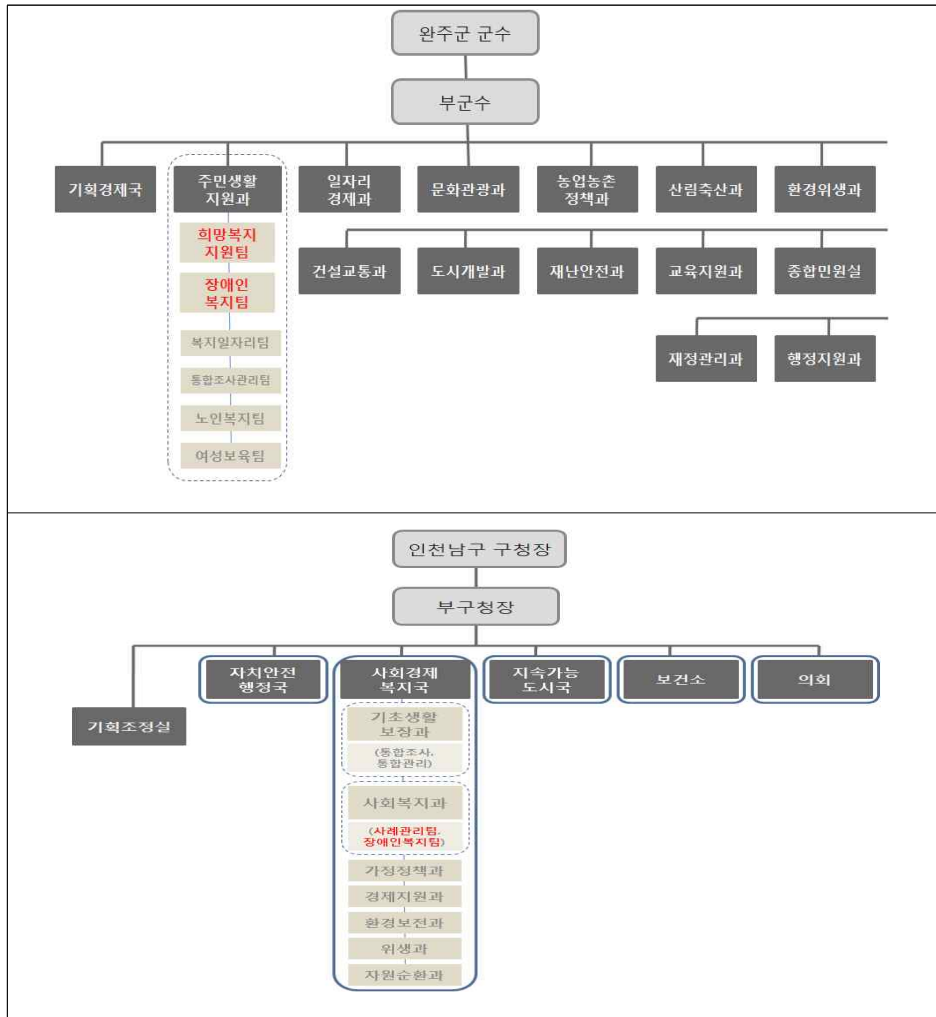 완주군 군수
부군수
기획경제국
주민생활
지원과
일자리
경제과
문화관광과
농업농촌
정책과
산림축산과
환경위생과
희망복지
지원팀
장애인
복지팀
복지일자리팀
통합조사관리팀
노인복지팀
여성보육팀
건설교통과
도시개발과
재난안전과
교육지원과
종합민원실
재정관리과
행정지원과
인천남구 구청장
부구청장
기획조정실
자치안전
행정국
사회경제
복지국
지속가능
도시국
보건소
의회
기초생활
보장과
(통합조사,
통합관리)
사회복지과
(사례관리팀,
장애인복지팀)
가정정책과
경제지원과
환경보전과
위생과
자원순환과